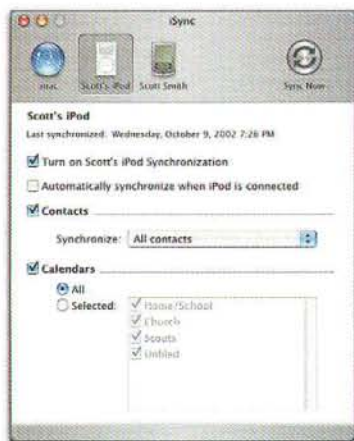 iSync
.mac Scott's iPod Scott Smith Sync Now
Scott's iPod
Last synchronized: Wednesday, October 9, 2002 7:26 PM
Turn on Scott's iPod Synchronization
Automatically synchronize when iPod is connected
Contacts
Synchronize: All contacts
Calendars
All
Selected: Home/School
Church
Scouts
Untitled